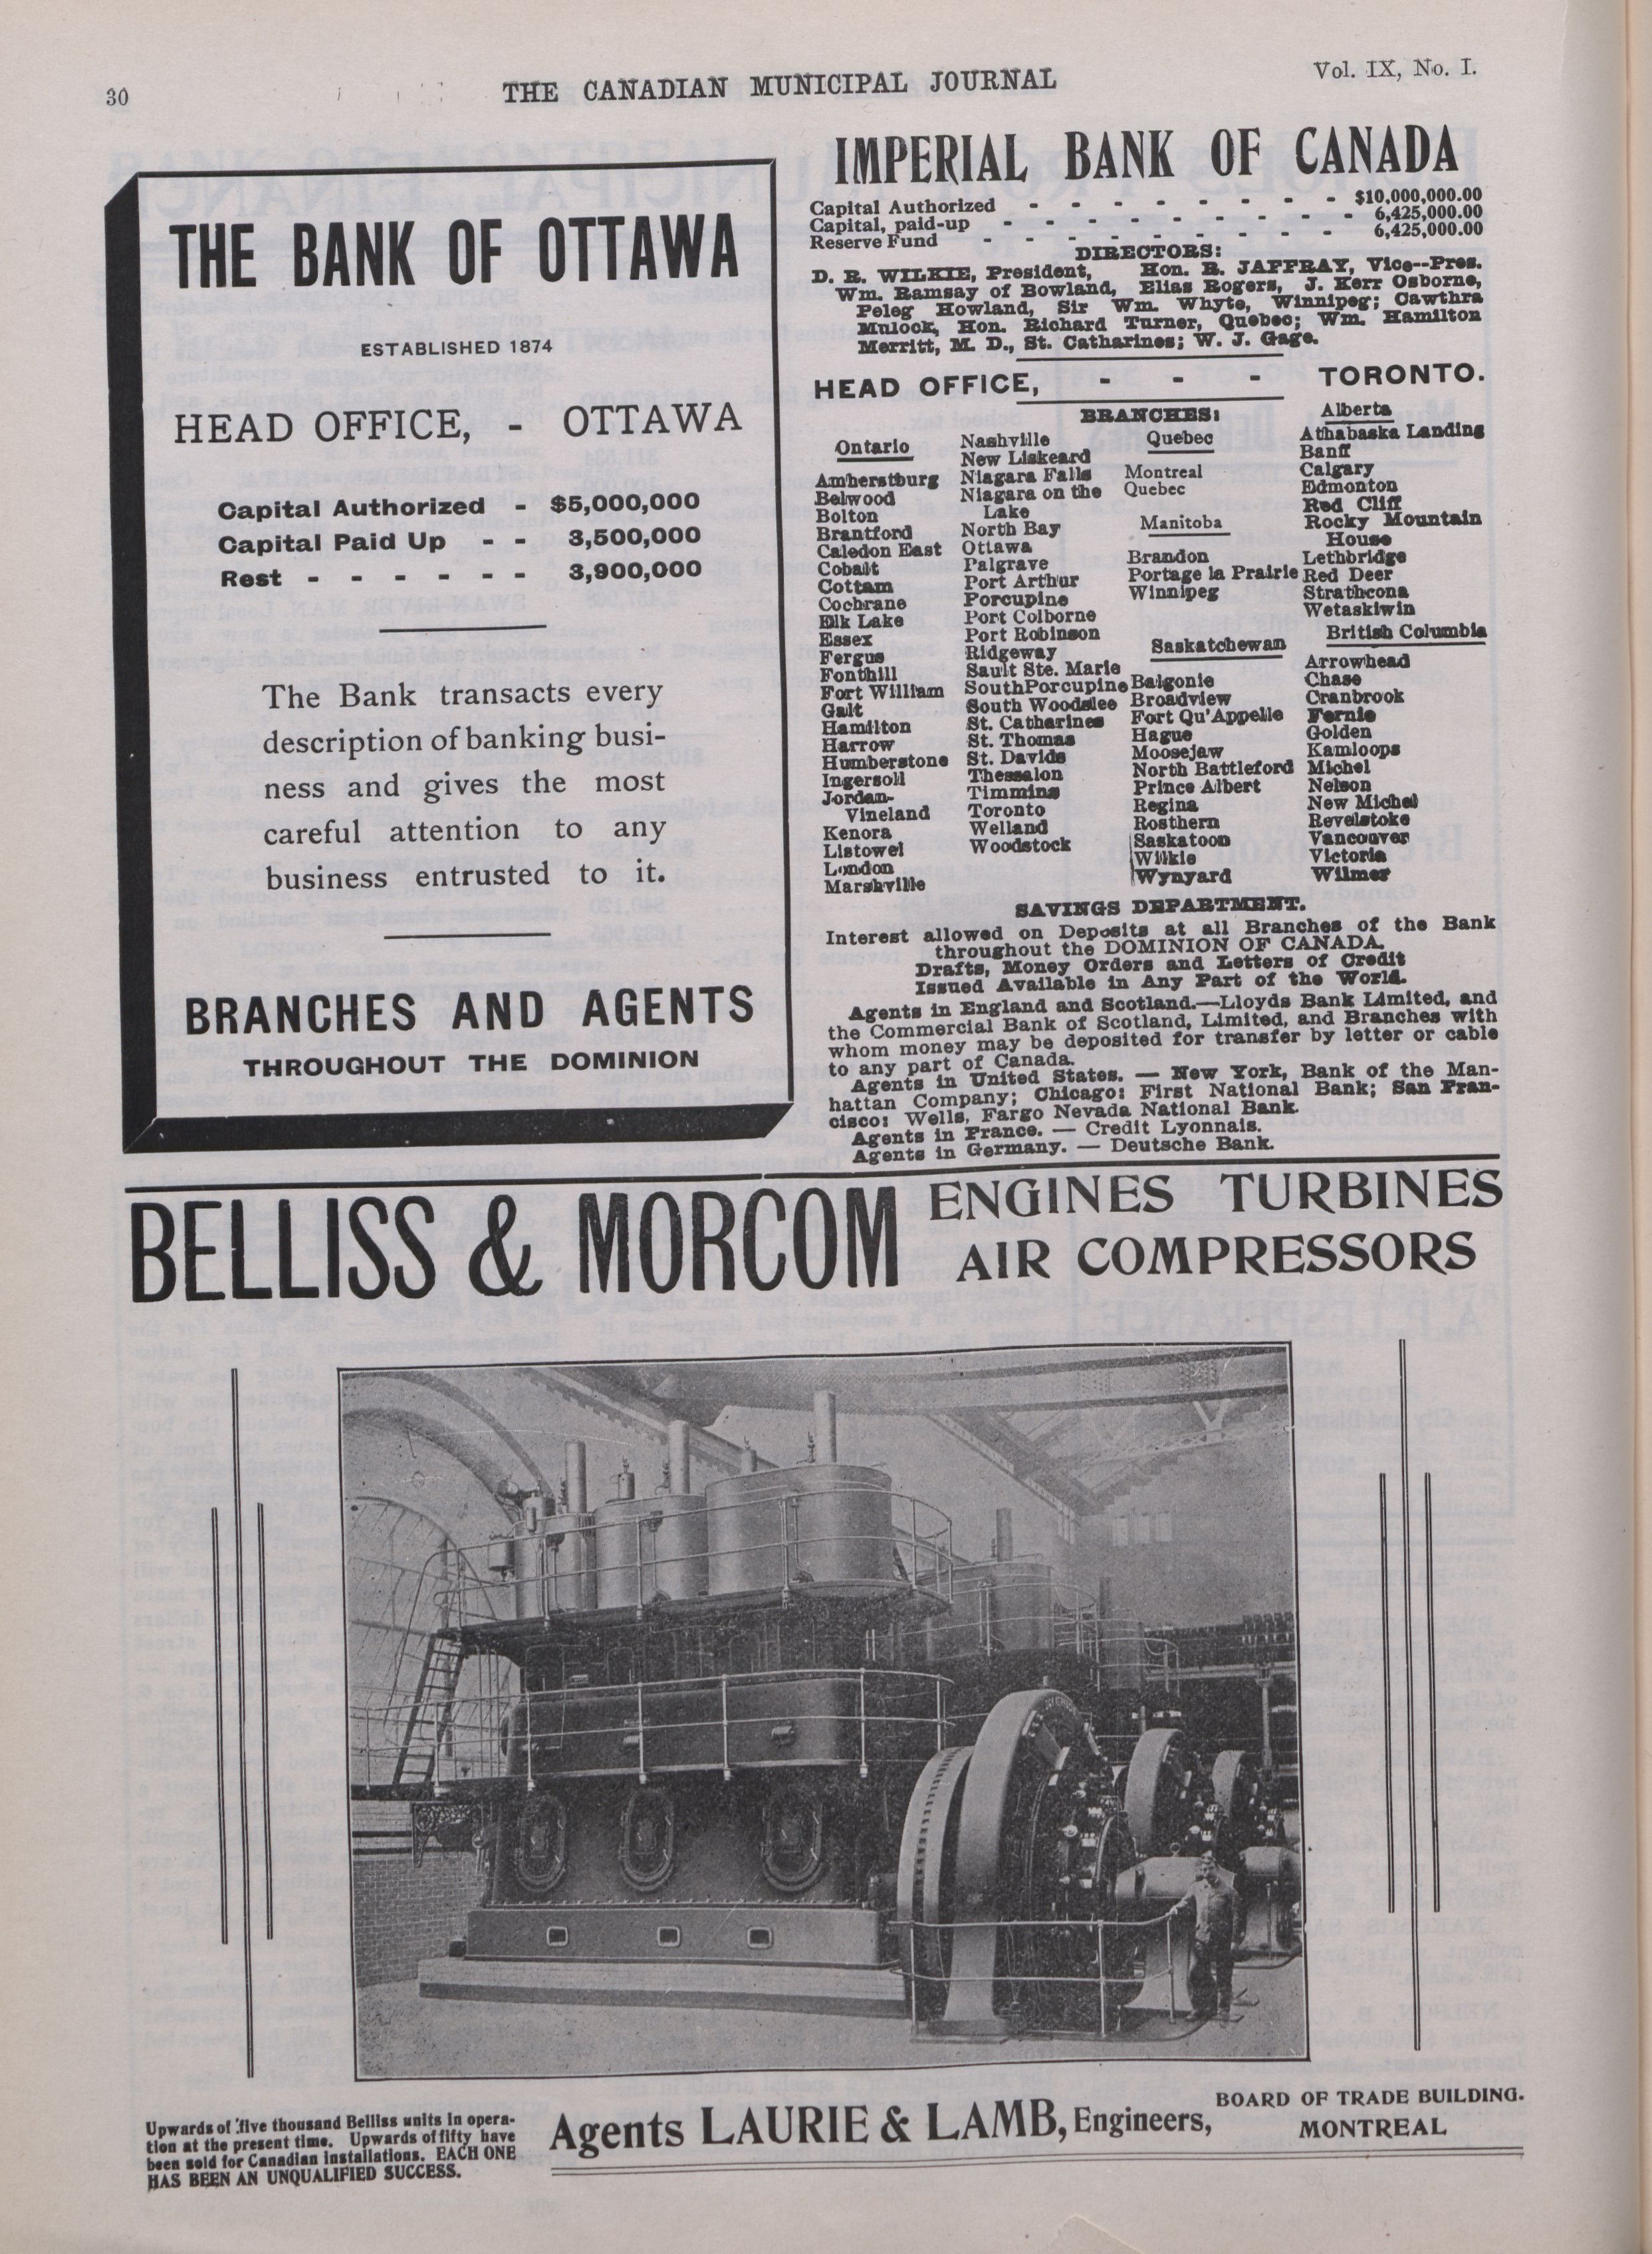 30
THE CANADIAN MUNICIPAL JOURNAL
Vol. IX, No. I.
THE BANK OF OTTAWA
ESTABLISHED 1874
HEAD OFFICE, - OTTAWA
Capital Authorized - $5,000,000
Capital Paid Up - - 3,500,000
Rest - - - - - - 3,900,000
The Bank transacts every
description of banking busi-
ness and gives the most
careful attention to any
business entrusted to it.
BRANCHES AND AGENTS
THROUGHOUT THE DOMINION
IMPERIAL BANK OF CANADA
Capital Authorized - - - - - - - - $10,000,000.00
Capital, paid-up - - - - - - - - - 6,425,000.00
Reserve Fund - - - - - - - - - 6,425,000.00
DIRECTORS:
D. R. WILKIE, President, Hon. R. JAFFRAY, Vice--Pres.
Wm. Ramsay of Bowland, Elias Rogers, J. Kerr Osborne,
Peleg Howland, Sir Wm. Whyte, Winnipeg; Cawthra
Mulock, Hon. Richard Turner, Quebec; Wm. Hamilton
Merritt, M. D., St. Catharines; W. J. Gage.
HEAD OFFICE, - - - TORONTO.
BRANCHES:
Ontario
Amherstburg
Belwood
Bolton
Brantford
Caledon East
Cobalt
Cottam
Cochrane
Elk Lake
Essex
Fergus
Fonthill
Fort William
Galt
Hamilton
Harrow
Humberstone
Ingersoll
Jordan-
Vineland
Kenora
Listowel
London
Marshville
Nashville
New Liskeard
Niagara Falls
Niagara on the
Lake
North Bay
Ottawa
Palgrave
Port Arthur
Porcupine
Port Colborne
Port Robinson
Ridgeway
Sault Ste. Marie
SouthPorcupine
South Woodslee
St. Catharines
St. Thomas
St. Davids
Thessalon
Timmins
Toronto
Welland
Woodstock
Quebec
Montreal
Quebec
Manitoba
Brandon
Portage la Prairie
Winnipeg
Saskatchewan
Balgonie
Broadview
Fort Qu'Appelle
Hague
Moosejaw
North Battleford
Prince Albert
Regina
Rosthern
Saskatoon
Wilkie
Wynyard
Alberta
Athabaska Landing
Banff
Calgary
Edmonton
Red Cliff
Rocky Mountain
House
Lethbridge
Red Deer
Strathcona
Wetaskiwin
British Columbia
Arrowhead
Chase
Cranbrook
Fernie
Golden
Kamloops
Michel
Nelson
New Michel
Revelstoke
Vancouver
Victoria
Wilmer
SAVINGS DEPARTMENT.
Interest allowed on Deposits at all Branches of the Bank
throughout the DOMINION OF CANADA.
Drafts, Money Orders and Letters of Credit
Issued Available in Any Part of the World.
Agents in England and Scotland.—Lloyds Bank Limited, and
the Commercial Bank of Scotland, Limited, and Branches with
whom money may be deposited for transfer by letter or cable
to any part of Canada.
Agents in United States. — New York, Bank of the Man-
hattan Company; Chicago: First National Bank; San Fran-
cisco: Wells, Fargo Nevada National Bank.
Agents in France. — Credit Lyonnais.
Agents in Germany. — Deutsche Bank.
BELLISS & MORCOM
ENGINES TURBINES
AIR COMPRESSORS
Upwards of five thousand Belliss units in opera-
tion at the present time. Upwards of fifty have
been sold for Canadian installations. EACH ONE
HAS BEEN AN UNQUALIFIED SUCCESS.
Agents LAURIE & LAMB, Engineers,
BOARD OF TRADE BUILDING.
MONTREAL